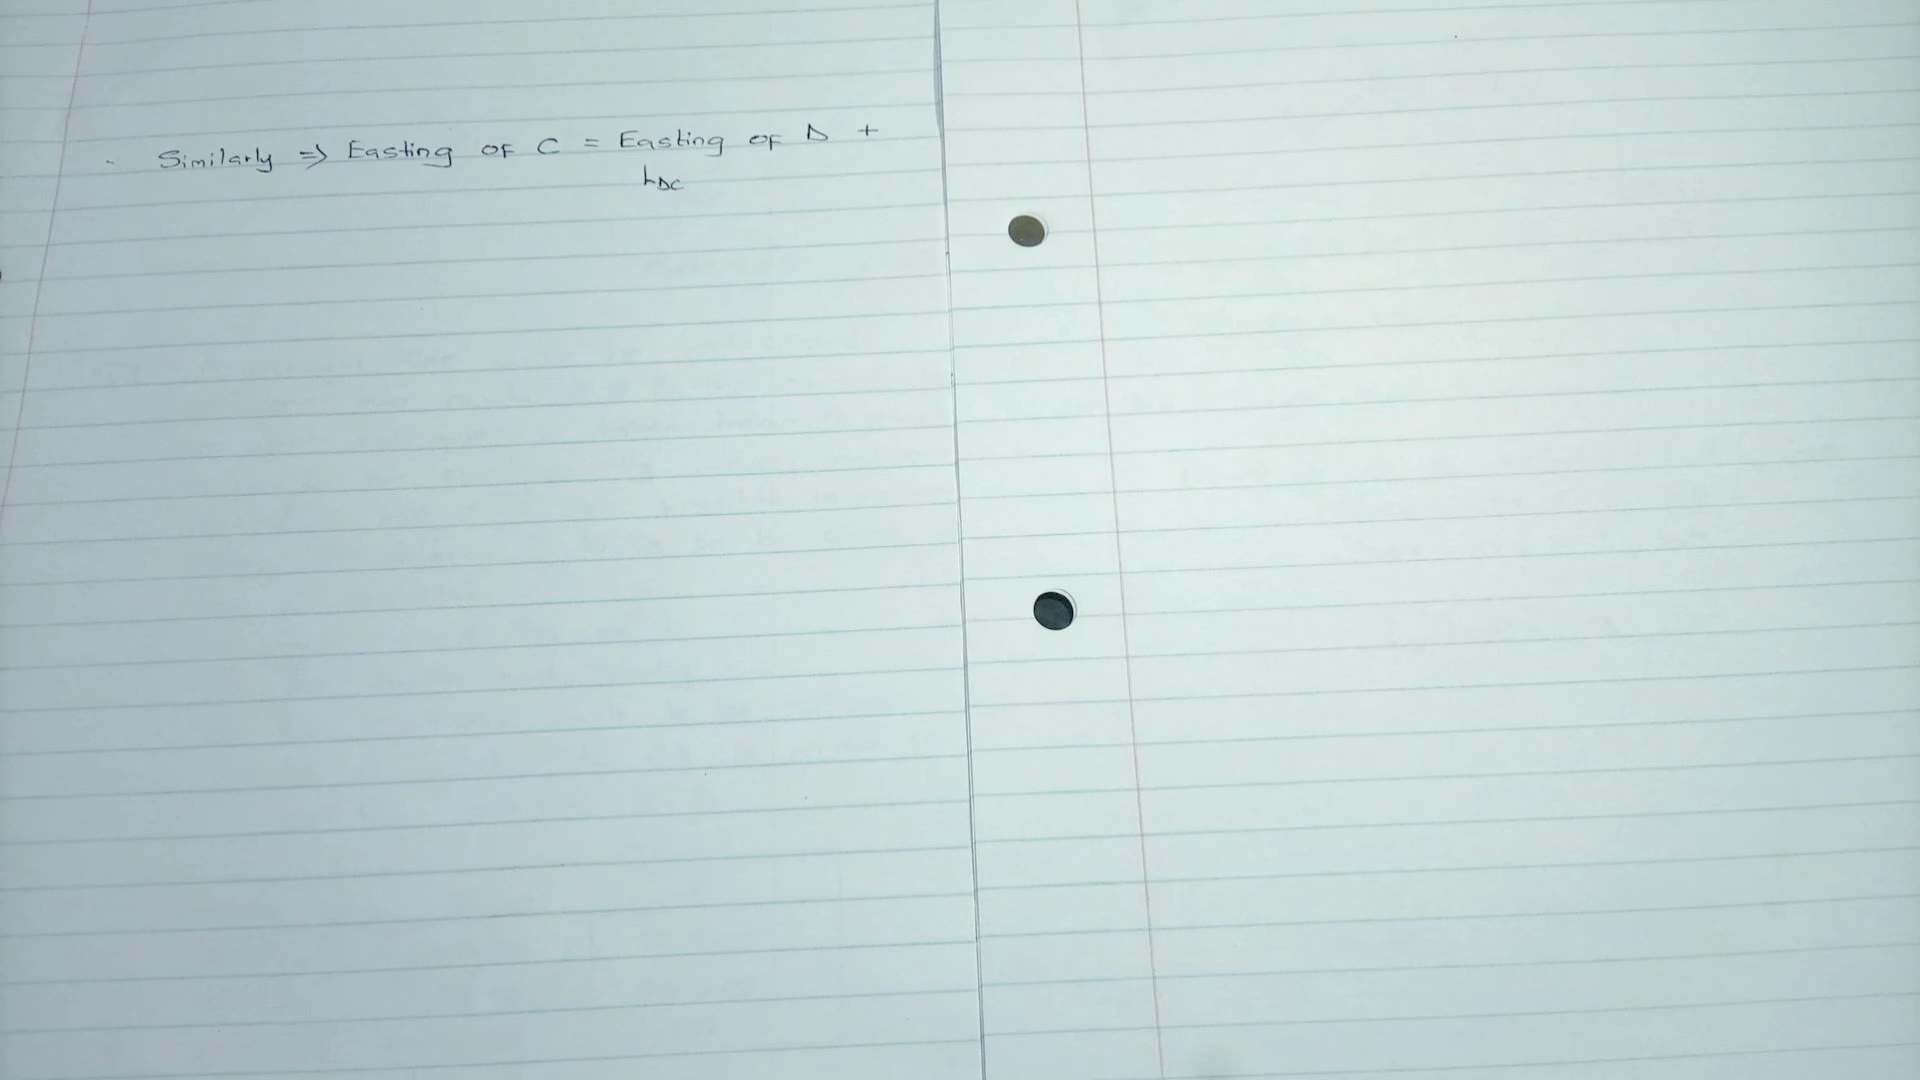 . Similarly => Easting of C = Easting of D +
LDC